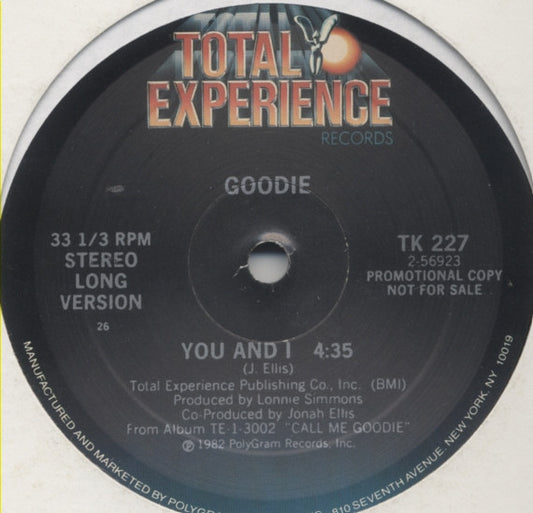 TOTAL
EXPERIENCE
RECORDS
GOODIE
33 1/3 RPM
STEREO
LONG
VERSION
26
TK 227
2-56923
PROMOTIONAL COPY
NOT FOR SALE
YOU AND I 4:35
(J. Ellis)
Total Experience Publishing Co., Inc. (BMI)
Produced by Lonnie Simmons
Co-Produced by Jonah Ellis
From Album TE-1-3002 "CALL ME GOODIE"
℗ 1982 PolyGram Records, Inc.
MANUFACTURED AND MARKETED BY POLYGR 810 SEVENTH AVENUE, NEW YORK, NY 10019